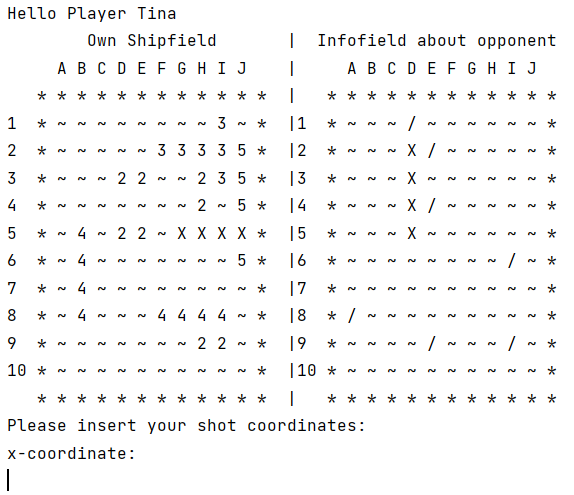 Hello Player Tina
        Own Shipfield       |  Infofield about opponent
     A B C D E F G H I J    |     A B C D E F G H I J
   * * * * * * * * * * * *  |   * * * * * * * * * * * *
1  * ~ ~ ~ ~ ~ ~ ~ ~ 3 ~ *  |1  * ~ ~ ~ / ~ ~ ~ ~ ~ ~ *
2  * ~ ~ ~ ~ ~ 3 3 3 3 5 *  |2  * ~ ~ ~ X / ~ ~ ~ ~ ~ *
3  * ~ ~ ~ 2 2 ~ ~ 2 3 5 *  |3  * ~ ~ ~ X ~ ~ ~ ~ ~ ~ *
4  * ~ ~ ~ ~ ~ ~ ~ 2 ~ 5 *  |4  * ~ ~ ~ X / ~ ~ ~ ~ ~ *
5  * ~ 4 ~ 2 2 ~ X X X X *  |5  * ~ ~ ~ X ~ ~ ~ ~ ~ ~ *
6  * ~ 4 ~ ~ ~ ~ ~ ~ ~ 5 *  |6  * ~ ~ ~ ~ ~ ~ ~ ~ / ~ *
7  * ~ 4 ~ ~ ~ ~ ~ ~ ~ ~ *  |7  * ~ ~ ~ ~ ~ ~ ~ ~ ~ ~ *
8  * ~ 4 ~ ~ ~ 4 4 4 4 ~ *  |8  * / ~ ~ ~ ~ ~ ~ ~ ~ ~ *
9  * ~ ~ ~ ~ ~ ~ ~ 2 2 ~ *  |9  * ~ ~ ~ ~ / ~ ~ ~ / ~ *
10 * ~ ~ ~ ~ ~ ~ ~ ~ ~ ~ *  |10 * ~ ~ ~ ~ ~ ~ ~ ~ ~ ~ *
   * * * * * * * * * * * *  |   * * * * * * * * * * * *
Please insert your shot coordinates:
x-coordinate: